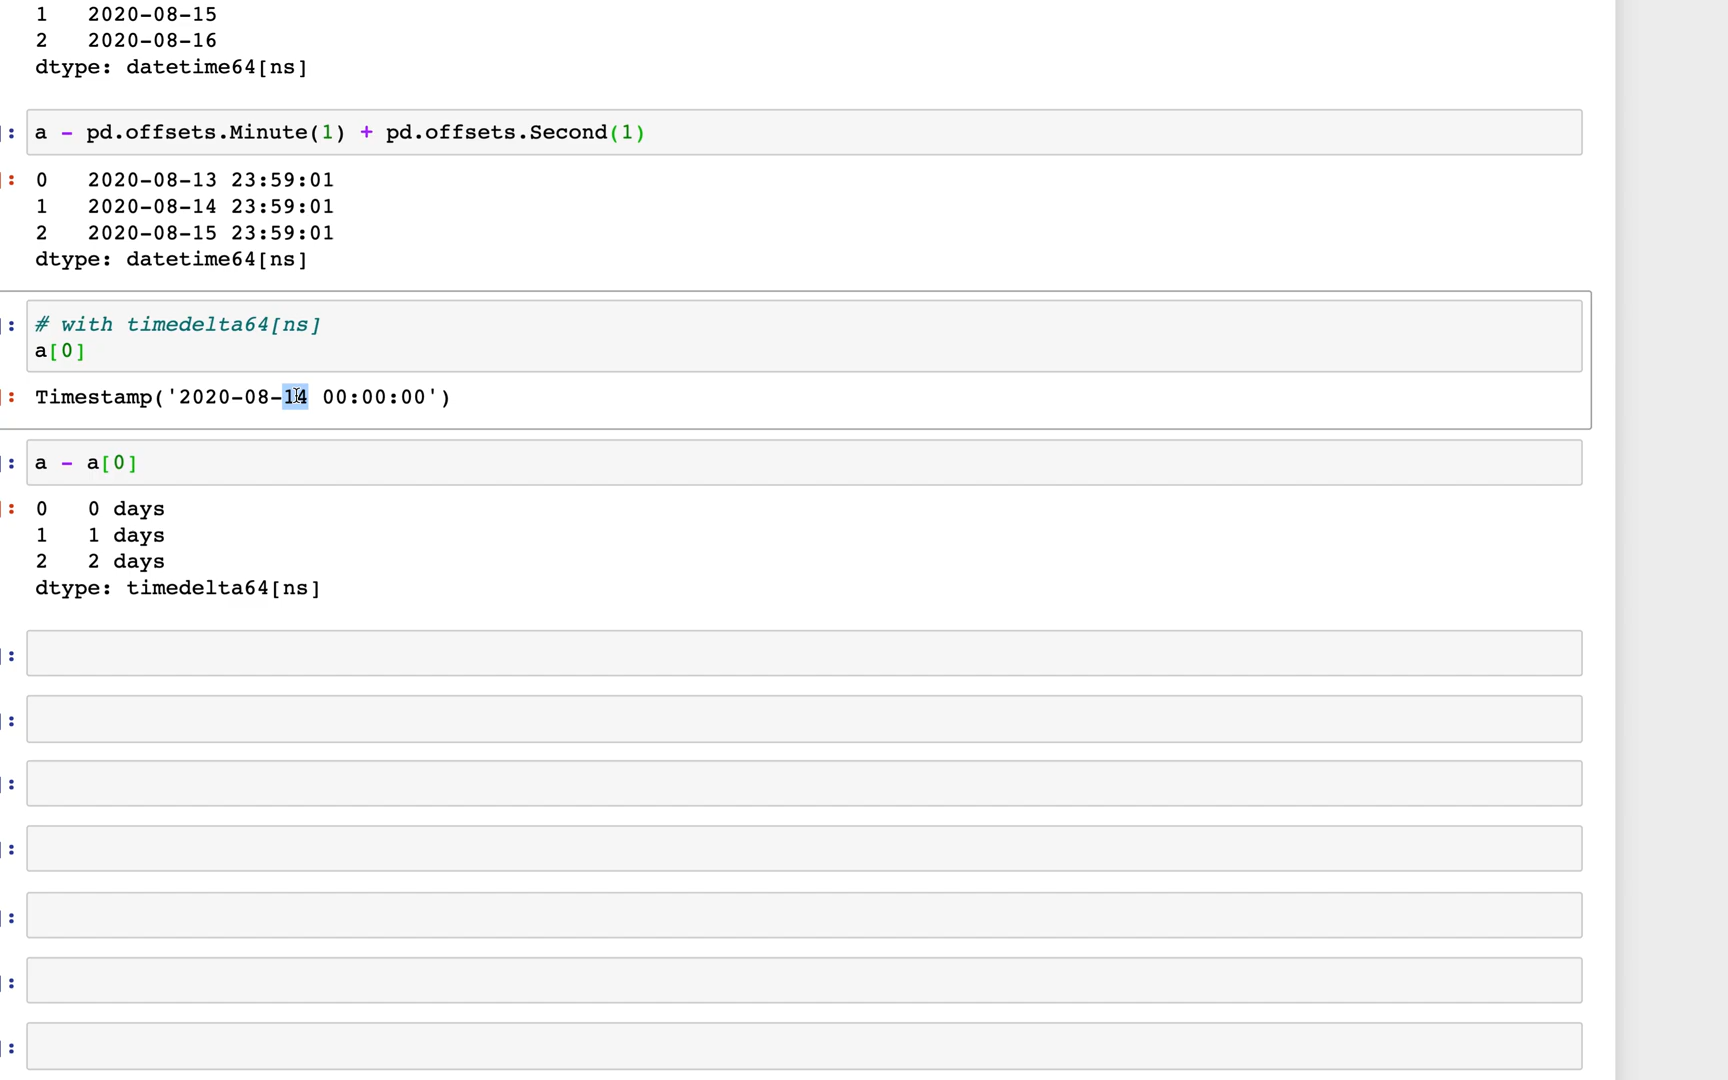 1   2020-08-15
2   2020-08-16
dtype: datetime64[ns]
]: a - pd.offsets.Minute(1) + pd.offsets.Second(1)
]: 0   2020-08-13 23:59:01
1   2020-08-14 23:59:01
2   2020-08-15 23:59:01
dtype: datetime64[ns]
]: # with timedelta64[ns]
a[0]
]: Timestamp('2020-08-14 00:00:00')
]: a - a[0]
]: 0   0 days
1   1 days
2   2 days
dtype: timedelta64[ns]
]:
]:
]:
]:
]:
]:
]: